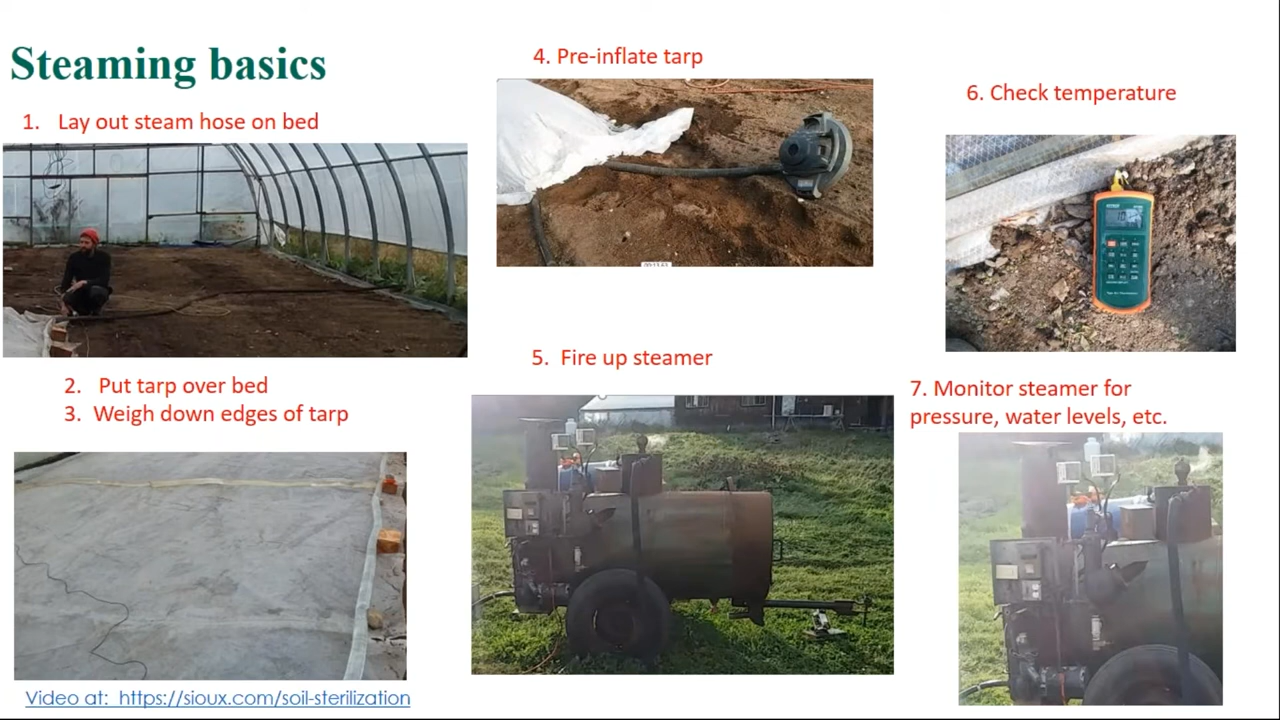 Steaming basics
1. Lay out steam hose on bed
2. Put tarp over bed
3. Weigh down edges of tarp
Video at: https://sioux.com/soil-sterilization
4. Pre-inflate tarp
5. Fire up steamer
6. Check temperature
7. Monitor steamer for
pressure, water levels, etc.